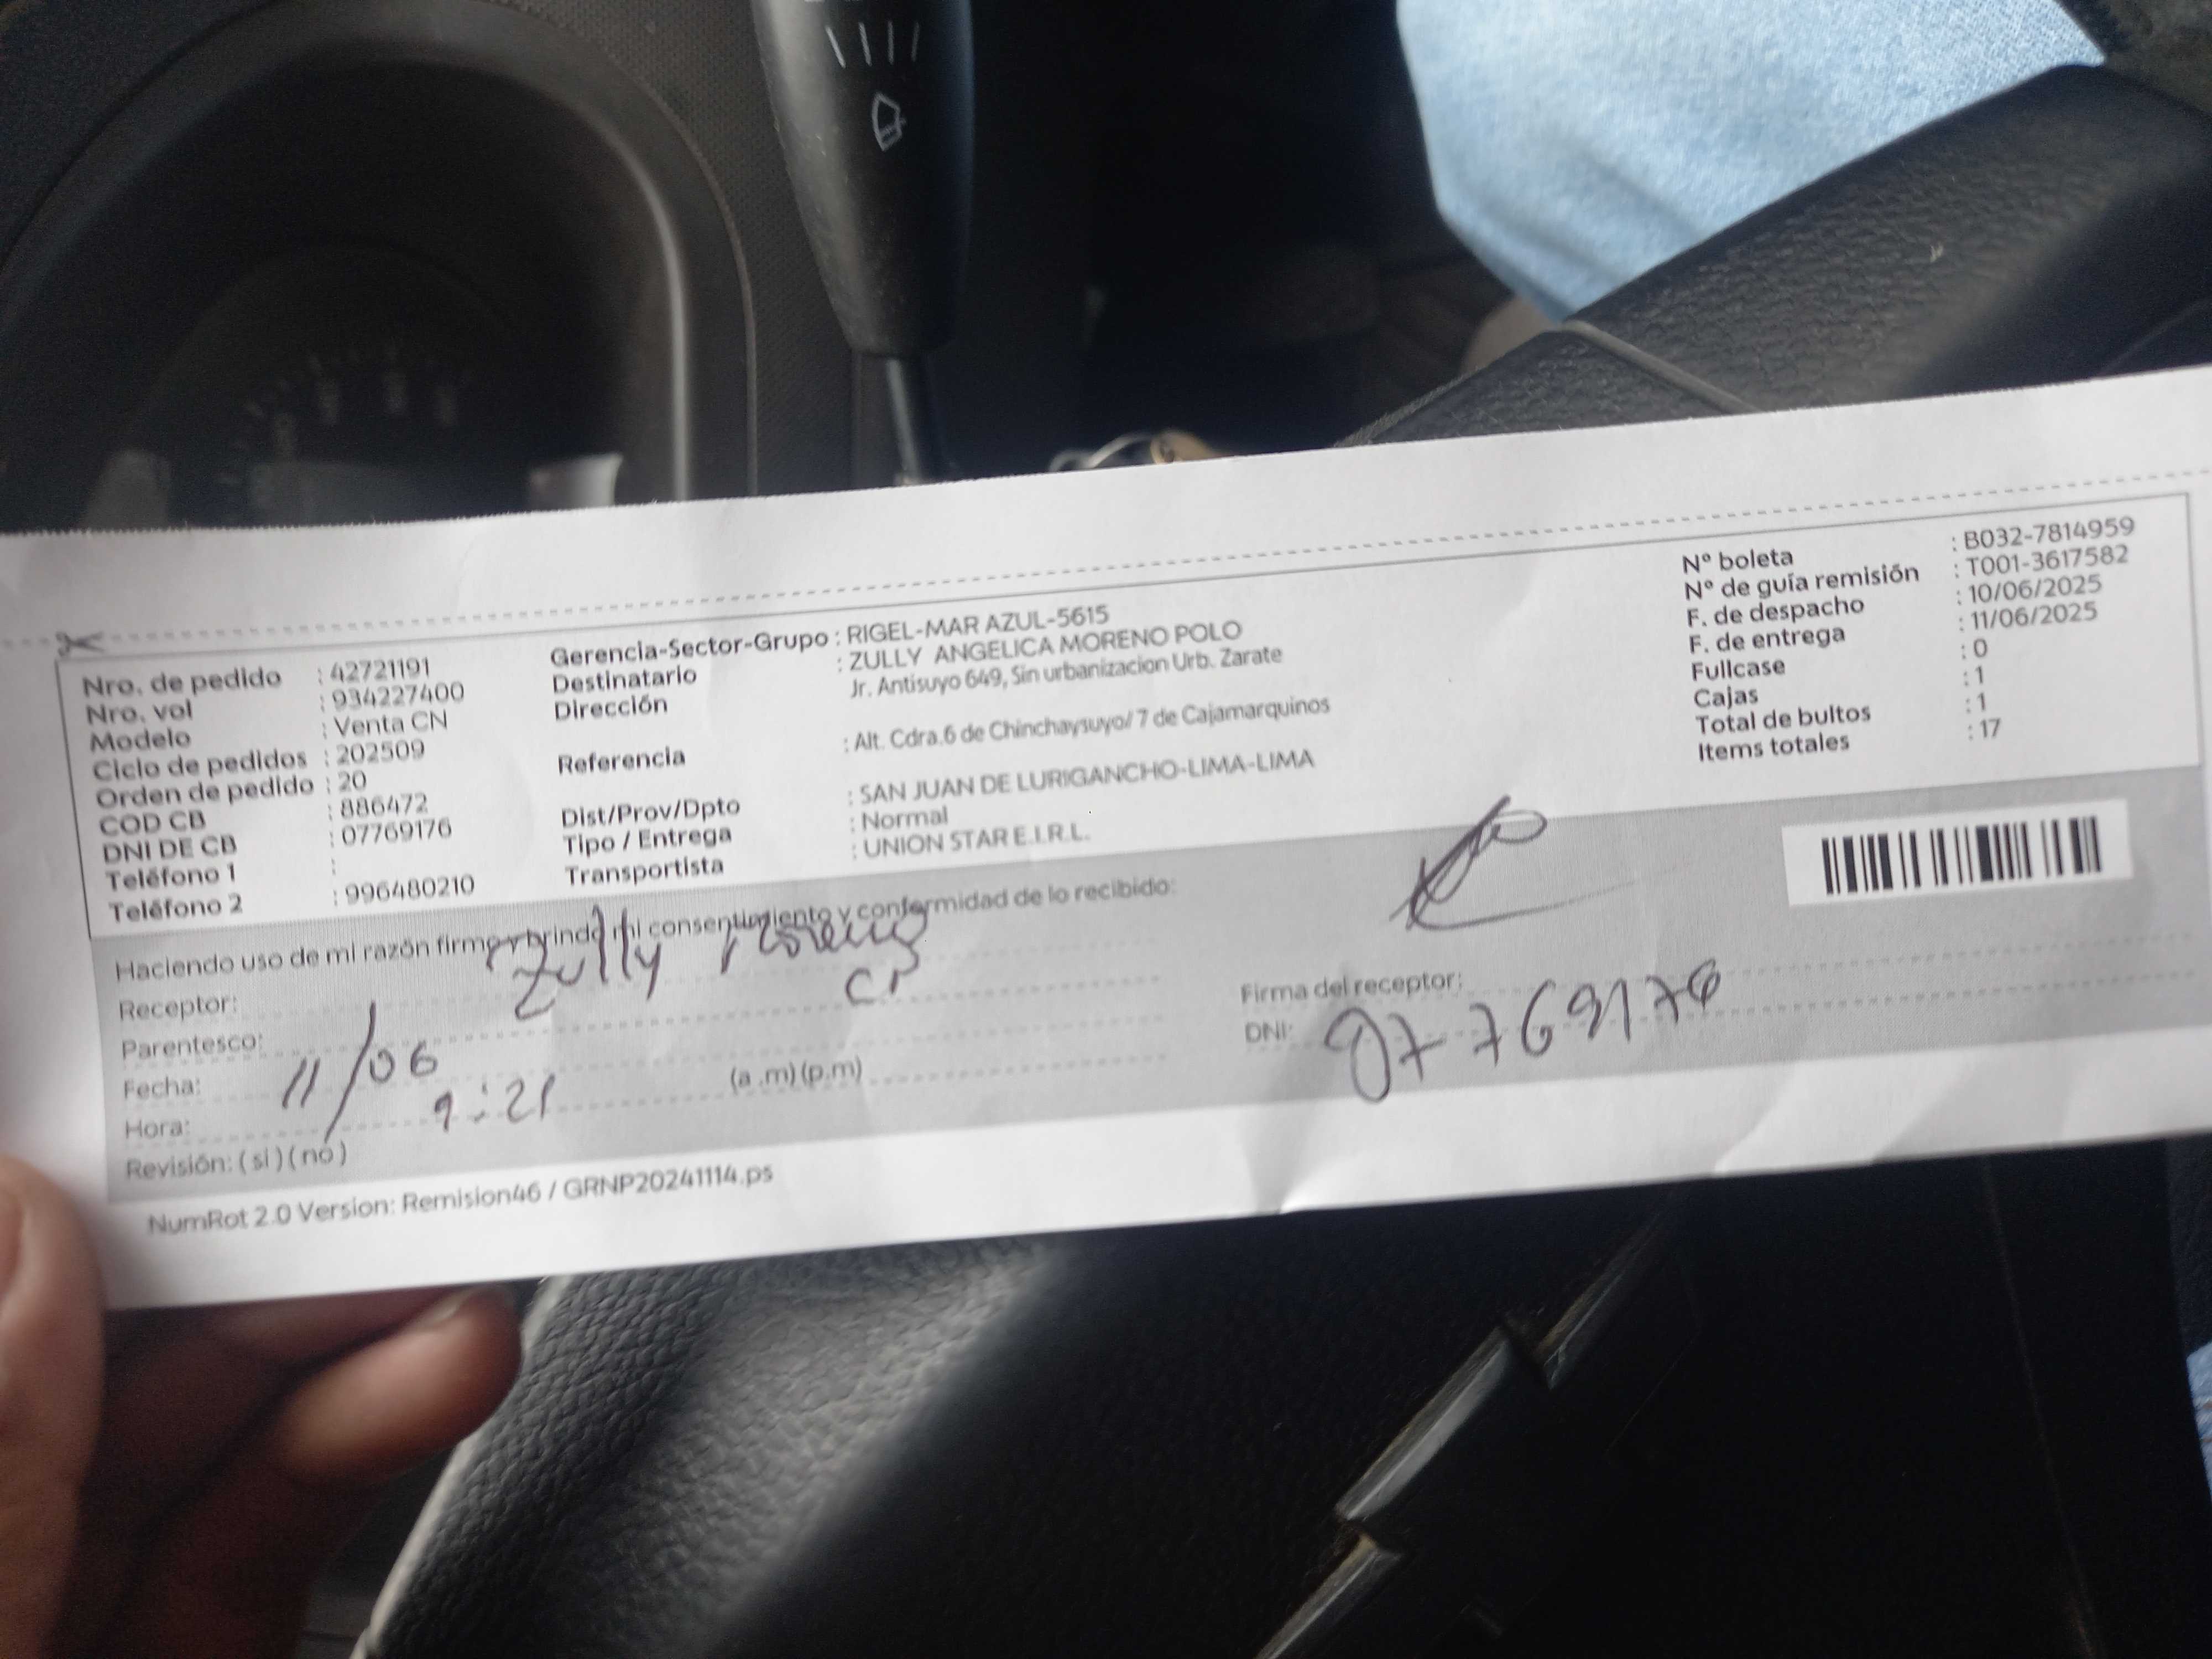 Nro. de pedido : 42721191
Nro. vol : 934227400
Modelo : Venta CN
Ciclo de pedidos : 202509
Orden de pedido : 20
COD CB : 886472
DNI DE CB : 07769176
Teléfono 1 :
Teléfono 2 : 996480210
Gerencia-Sector-Grupo : RIGEL-MAR AZUL-5615
Destinatario : ZULLY ANGELICA MORENO POLO
Dirección Jr. Antisuyo 649, Sin urbanizacion Urb. Zarate
Referencia : Alt. Cdra.6 de Chinchaysuyo/ 7 de Cajamarquinos
Dist/Prov/Dpto : SAN JUAN DE LURIGANCHO-LIMA-LIMA
Tipo / Entrega : Normal
Transportista : UNION STAR E.I.R.L.
Nº boleta : B032-7814959
Nº de guía remisión : T001-3617582
F. de despacho : 10/06/2025
F. de entrega : 11/06/2025
Fullcase : 0
Cajas : 1
Total de bultos : 1
Items totales : 17
Haciendo uso de mi razón firmo y brindo mi consentimiento y conformidad de lo recibido:
Receptor: Zully Moreno
Parentesco:
Fecha: 11/06
Hora: 9:21 (a .m) (p.m)
Revisión: ( si ) ( no )
Firma del receptor:
DNI: 07769176
NumRot 2.0 Version: Remision46 / GRNP20241114.ps